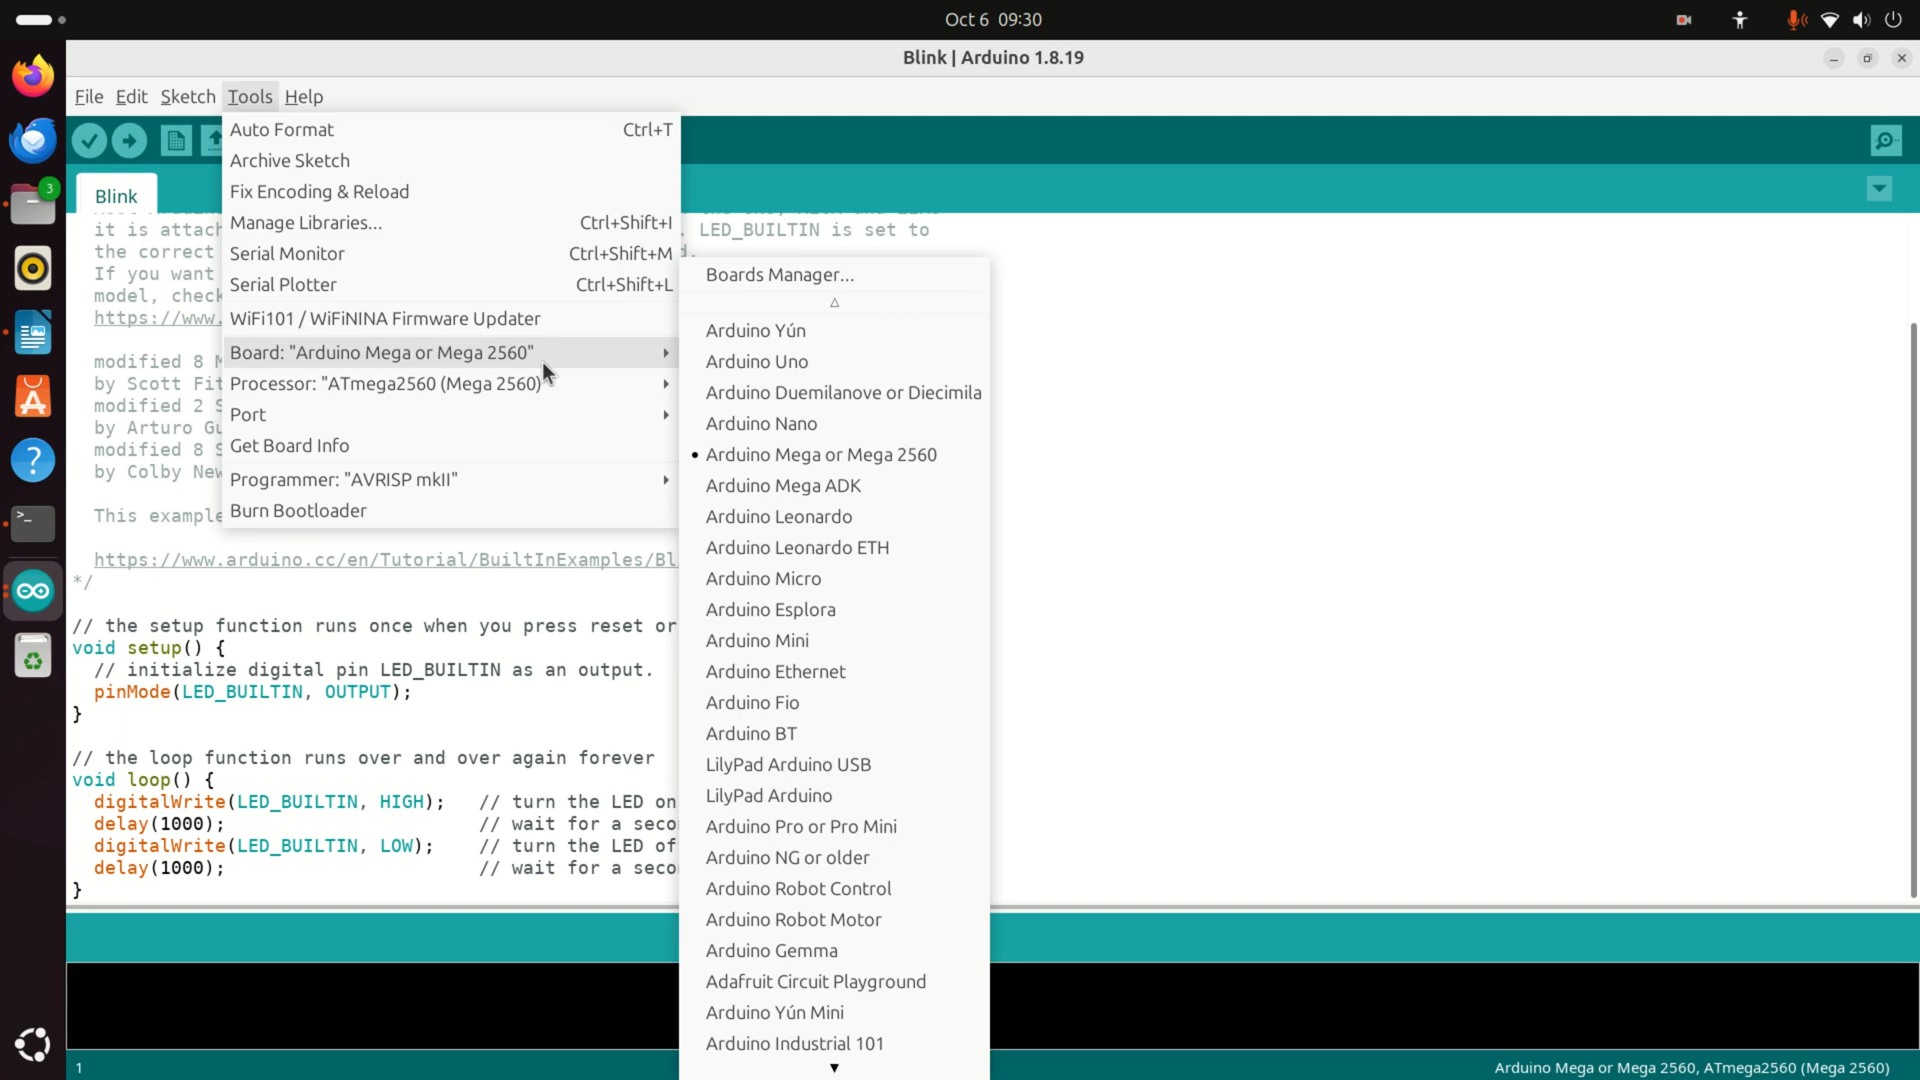 Oct 6 09:30
Blink | Arduino 1.8.19
File Edit Sketch Tools Help
Blink
3
Auto Format Ctrl+T
Archive Sketch
Fix Encoding & Reload
Manage Libraries... Ctrl+Shift+I
Serial Monitor Ctrl+Shift+M
Serial Plotter Ctrl+Shift+L
WiFi101 / WiFiNINA Firmware Updater
Board: "Arduino Mega or Mega 2560"
Processor: "ATmega2560 (Mega 2560)"
Port
Get Board Info
Programmer: "AVRISP mkII"
Burn Bootloader
Boards Manager...
Arduino Yún
Arduino Uno
Arduino Duemilanove or Diecimila
Arduino Nano
• Arduino Mega or Mega 2560
Arduino Mega ADK
Arduino Leonardo
Arduino Leonardo ETH
Arduino Micro
Arduino Esplora
Arduino Mini
Arduino Ethernet
Arduino Fio
Arduino BT
LilyPad Arduino USB
LilyPad Arduino
Arduino Pro or Pro Mini
Arduino NG or older
Arduino Robot Control
Arduino Robot Motor
Arduino Gemma
Adafruit Circuit Playground
Arduino Yún Mini
Arduino Industrial 101
it is attach LED_BUILTIN is set to
the correct
If you want
model, check
https://www.
modified 8 M
by Scott Fit
modified 2 S
by Arturo Gu
modified 8 S
by Colby New
This example
https://www.arduino.cc/en/Tutorial/BuiltInExamples/Bl
*/
// the setup function runs once when you press reset or
void setup() {
// initialize digital pin LED_BUILTIN as an output.
pinMode(LED_BUILTIN, OUTPUT);
}
// the loop function runs over and over again forever
void loop() {
digitalWrite(LED_BUILTIN, HIGH); // turn the LED on
delay(1000); // wait for a seco
digitalWrite(LED_BUILTIN, LOW); // turn the LED of
delay(1000); // wait for a seco
}
1
Arduino Mega or Mega 2560, ATmega2560 (Mega 2560)